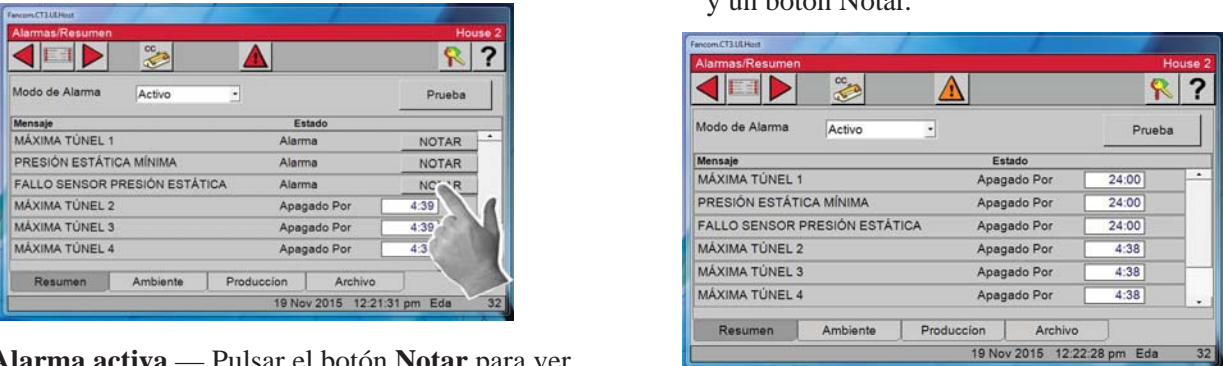 Fancom.CT3.UI.Host
Alarmas/Resumen House 2
CC
?
Modo de Alarma Activo Prueba
Mensaje Estado
MÁXIMA TÚNEL 1 Alarma NOTAR
PRESIÓN ESTÁTICA MÍNIMA Alarma NOTAR
FALLO SENSOR PRESIÓN ESTÁTICA Alarma
MÁXIMA TÚNEL 2 Apagado Por 4:39
MÁXIMA TÚNEL 3 Apagado Por 4:39
MÁXIMA TÚNEL 4 Apagado Por
Resumen Ambiente Produccíon Archivo
19 Nov 2015 12:21:31 pm Eda 32
Alarma activa — Pulsar el botón Notar para ver
y un botón Notar.
Fancom.CT3.UI.Host
Alarmas/Resumen House 2
CC
?
Modo de Alarma Activo Prueba
Mensaje Estado
MÁXIMA TÚNEL 1 Apagado Por 24:00
PRESIÓN ESTÁTICA MÍNIMA Apagado Por 24:00
FALLO SENSOR PRESIÓN ESTÁTICA Apagado Por 24:00
MÁXIMA TÚNEL 2 Apagado Por 4:38
MÁXIMA TÚNEL 3 Apagado Por 4:38
MÁXIMA TÚNEL 4 Apagado Por 4:38
Resumen Ambiente Produccíon Archivo
19 Nov 2015 12:22:28 pm Eda 32